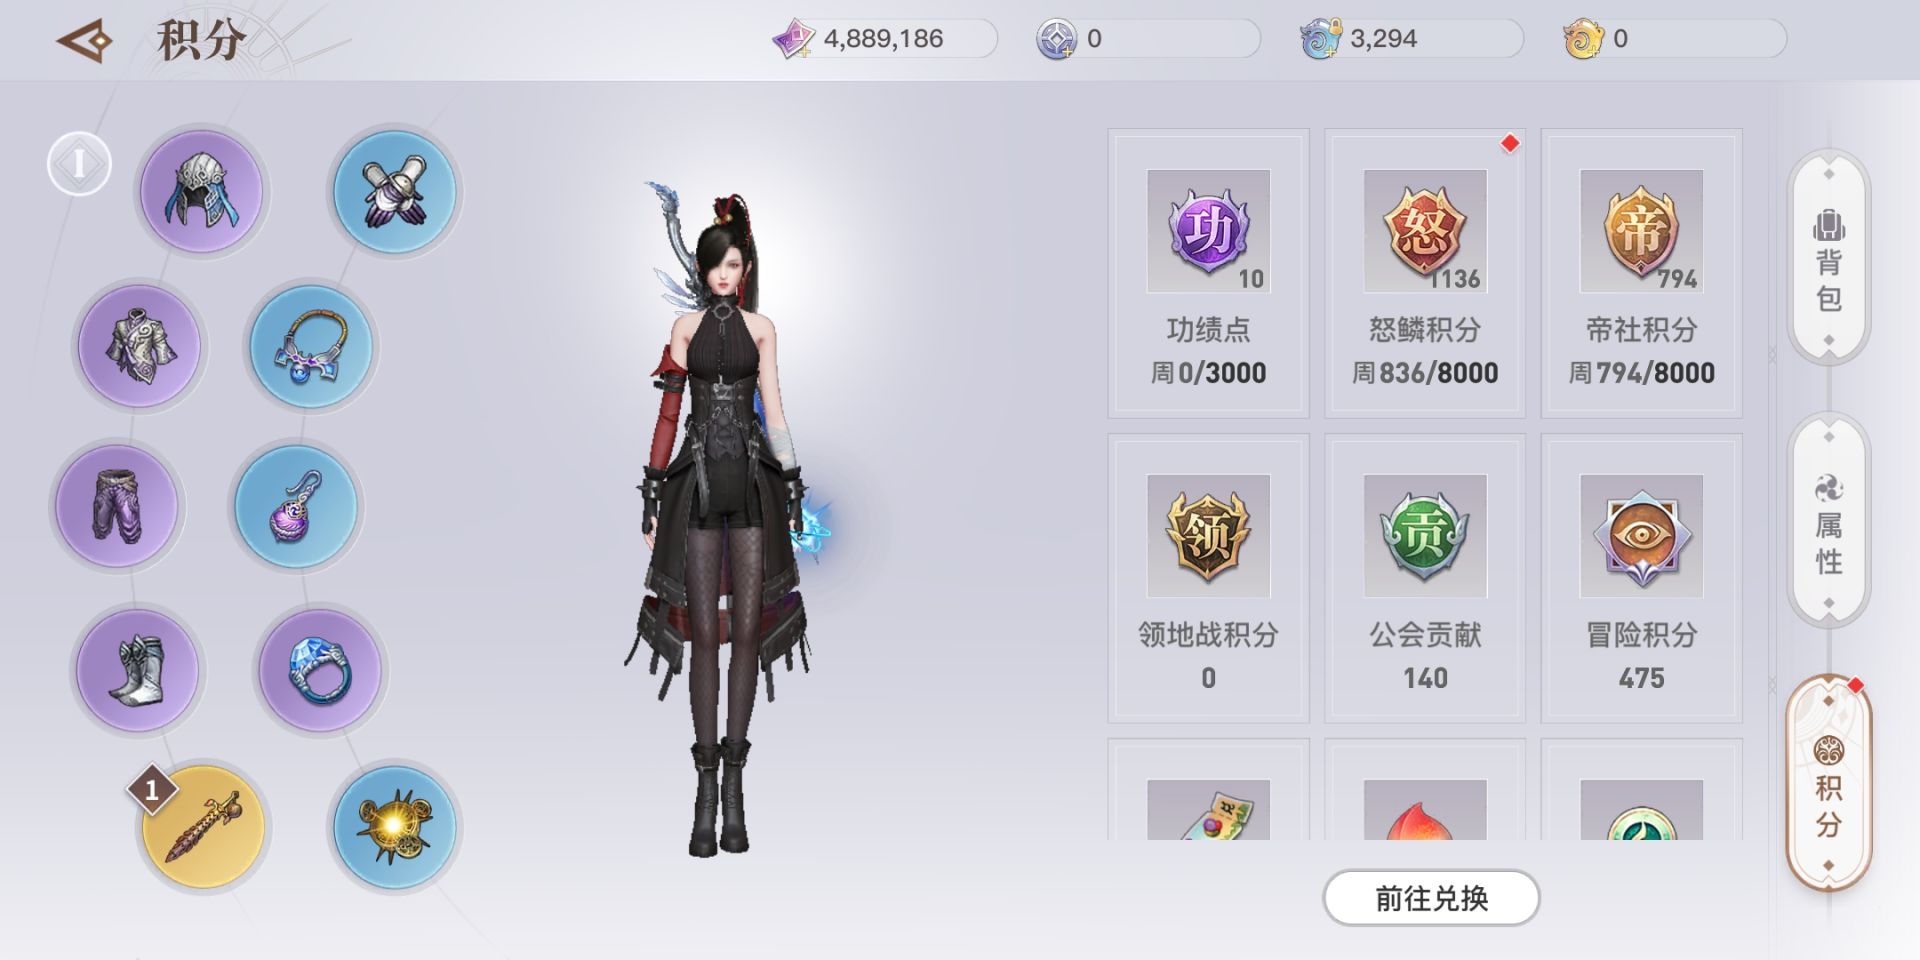 积分
4,889,186
0
3,294
0
I
1
功
10
功绩点
周0/3000
怒
1136
怒鳞积分
周836/8000
帝
794
帝社积分
周794/8000
领
领地战积分
0
贡
公会贡献
140
冒险积分
475
前往兑换
背包
属性
积分